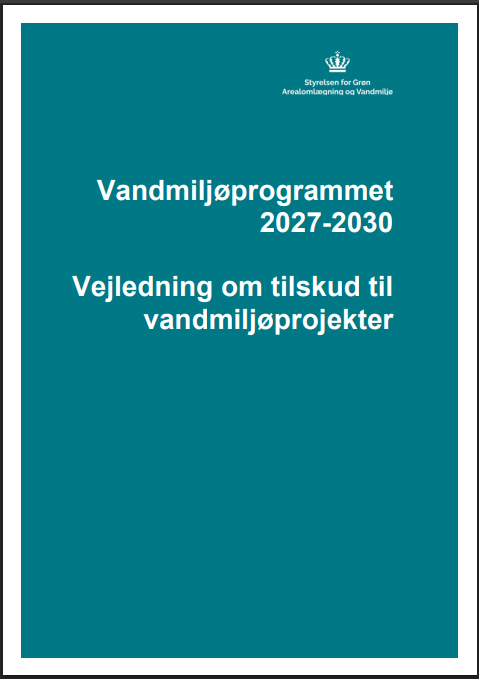 Styrelsen for Grøn
Arealomlægning og Vandmiljø
Vandmiljøprogrammet
2027-2030
Vejledning om tilskud til
vandmiljøprojekter